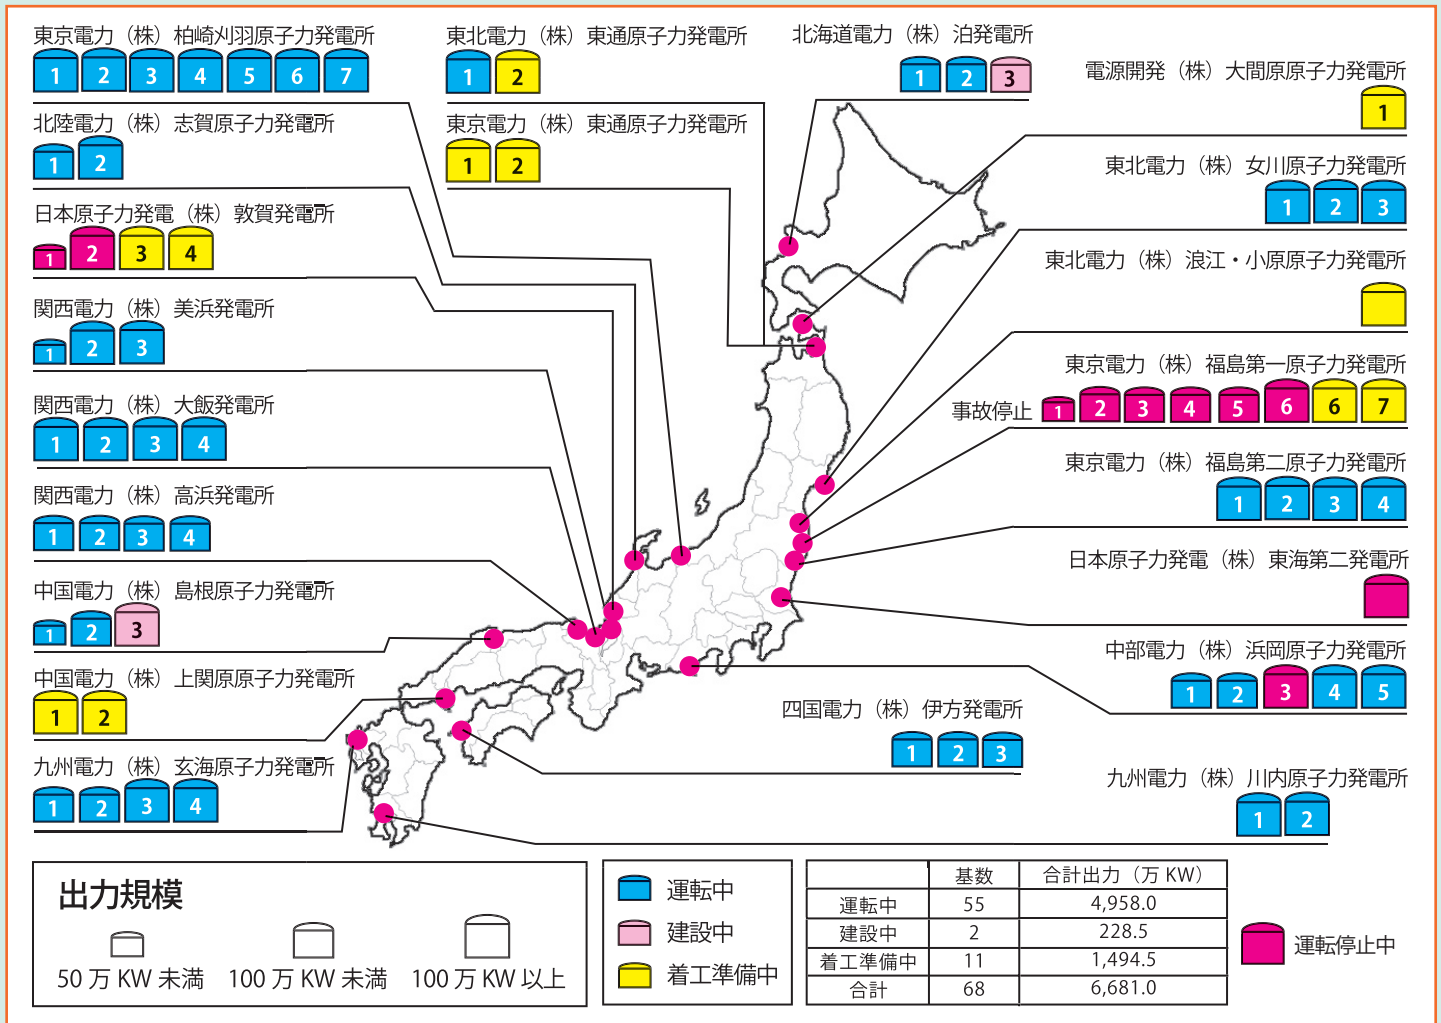 東京電力（株）柏崎刈羽原子力発電所
1 2 3 4 5 6 7
北陸電力（株）志賀原子力発電所
1 2
日本原子力発電（株）敦賀発電所
1 2 3 4
関西電力（株）美浜発電所
1 2 3
関西電力（株）大飯発電所
1 2 3 4
関西電力（株）高浜発電所
1 2 3 4
中国電力（株）島根原子力発電所
1 2 3
中国電力（株）上関原原子力発電所
1 2
九州電力（株）玄海原子力発電所
1 2 3 4
東北電力（株）東通原子力発電所
1 2
東京電力（株）東通原子力発電所
1 2
北海道電力（株）泊発電所
1 2 3
電源開発（株）大間原原子力発電所
1
東北電力（株）女川原子力発電所
1 2 3
東北電力（株）浪江・小原原子力発電所
東京電力（株）福島第一原子力発電所
事故停止 1 2 3 4 5 6 6 7
東京電力（株）福島第二原子力発電所
1 2 3 4
日本原子力発電（株）東海第二発電所
中部電力（株）浜岡原子力発電所
1 2 3 4 5
四国電力（株）伊方発電所
1 2 3
九州電力（株）川内原子力発電所
1 2
出力規模
50 万 KW 未満 100 万 KW 未満 100 万 KW 以上
運転中
建設中
着工準備中
基数 合計出力（万 KW）
運転中 55 4,958.0
建設中 2 228.5
着工準備中 11 1,494.5
合計 68 6,681.0
運転停止中